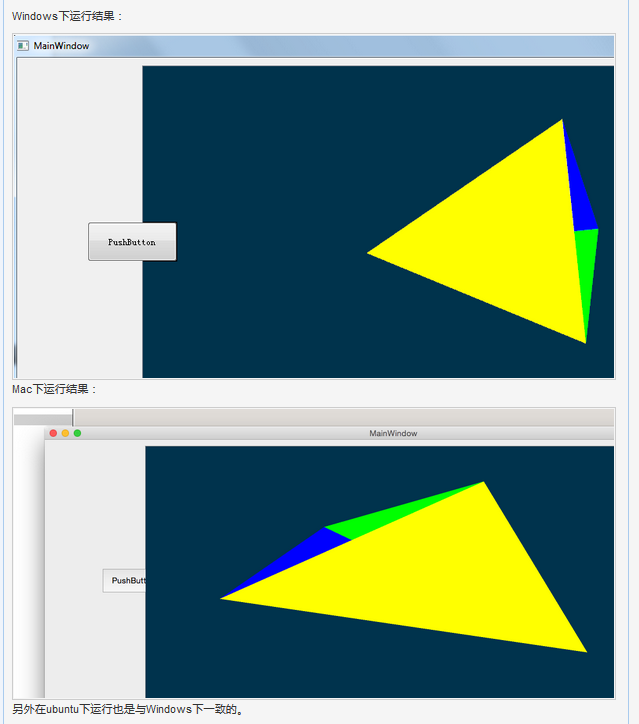 Windows下运行结果：
MainWindow
PushButton
Mac下运行结果：
MainWindow
PushButt
另外在ubuntu下运行也是与Windows下一致的。